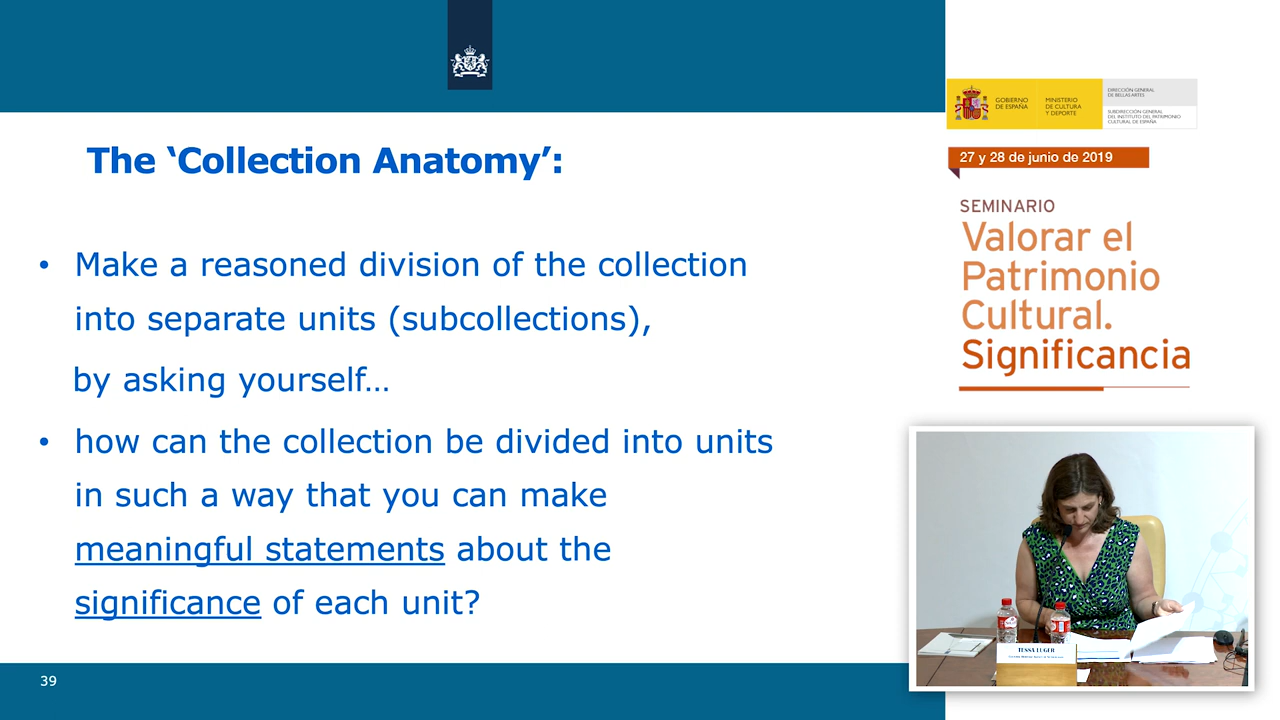 The ‘Collection Anatomy’:
• Make a reasoned division of the collection
into separate units (subcollections),
by asking yourself…
• how can the collection be divided into units
in such a way that you can make
meaningful statements about the
significance of each unit?
39
GOBIERNO
DE ESPAÑA
MINISTERIO
DE CULTURA
Y DEPORTE
DIRECCIÓN GENERAL
DE BELLAS ARTES
SUBDIRECCIÓN GENERAL
DEL INSTITUTO DEL PATRIMONIO
CULTURAL DE ESPAÑA
27 y 28 de junio de 2019
SEMINARIO
Valorar el
Patrimonio
Cultural.
Significancia
TESSA LUGER